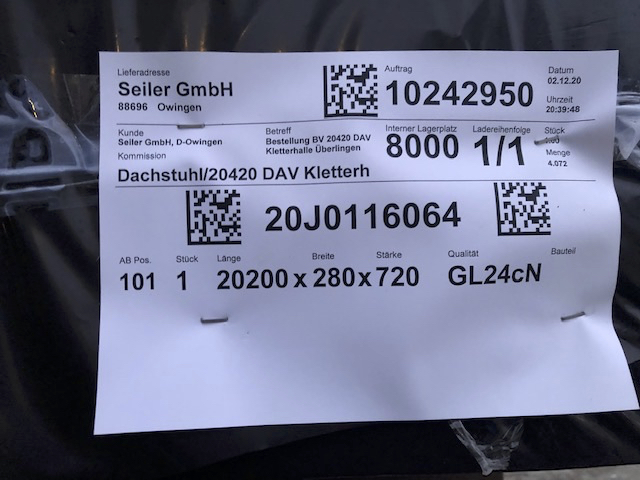 Lieferadresse
Seiler GmbH
88696 Owingen
Auftrag
10242950
Datum
02.12.20
Uhrzeit
20:39:48
Kunde
Seiler GmbH, D-Owingen
Kommission
Betreff
Bestellung BV 20420 DAV
Kletterhalle Überlingen
Interner Lagerplatz
8000
Ladereihenfolge
1/1
Stück
Menge
4.072
Dachstuhl/20420 DAV Kletterh
20J0116064
AB Pos. Stück Länge Breite Stärke Qualität Bauteil
101 1 20200 x 280 x 720 GL24cN